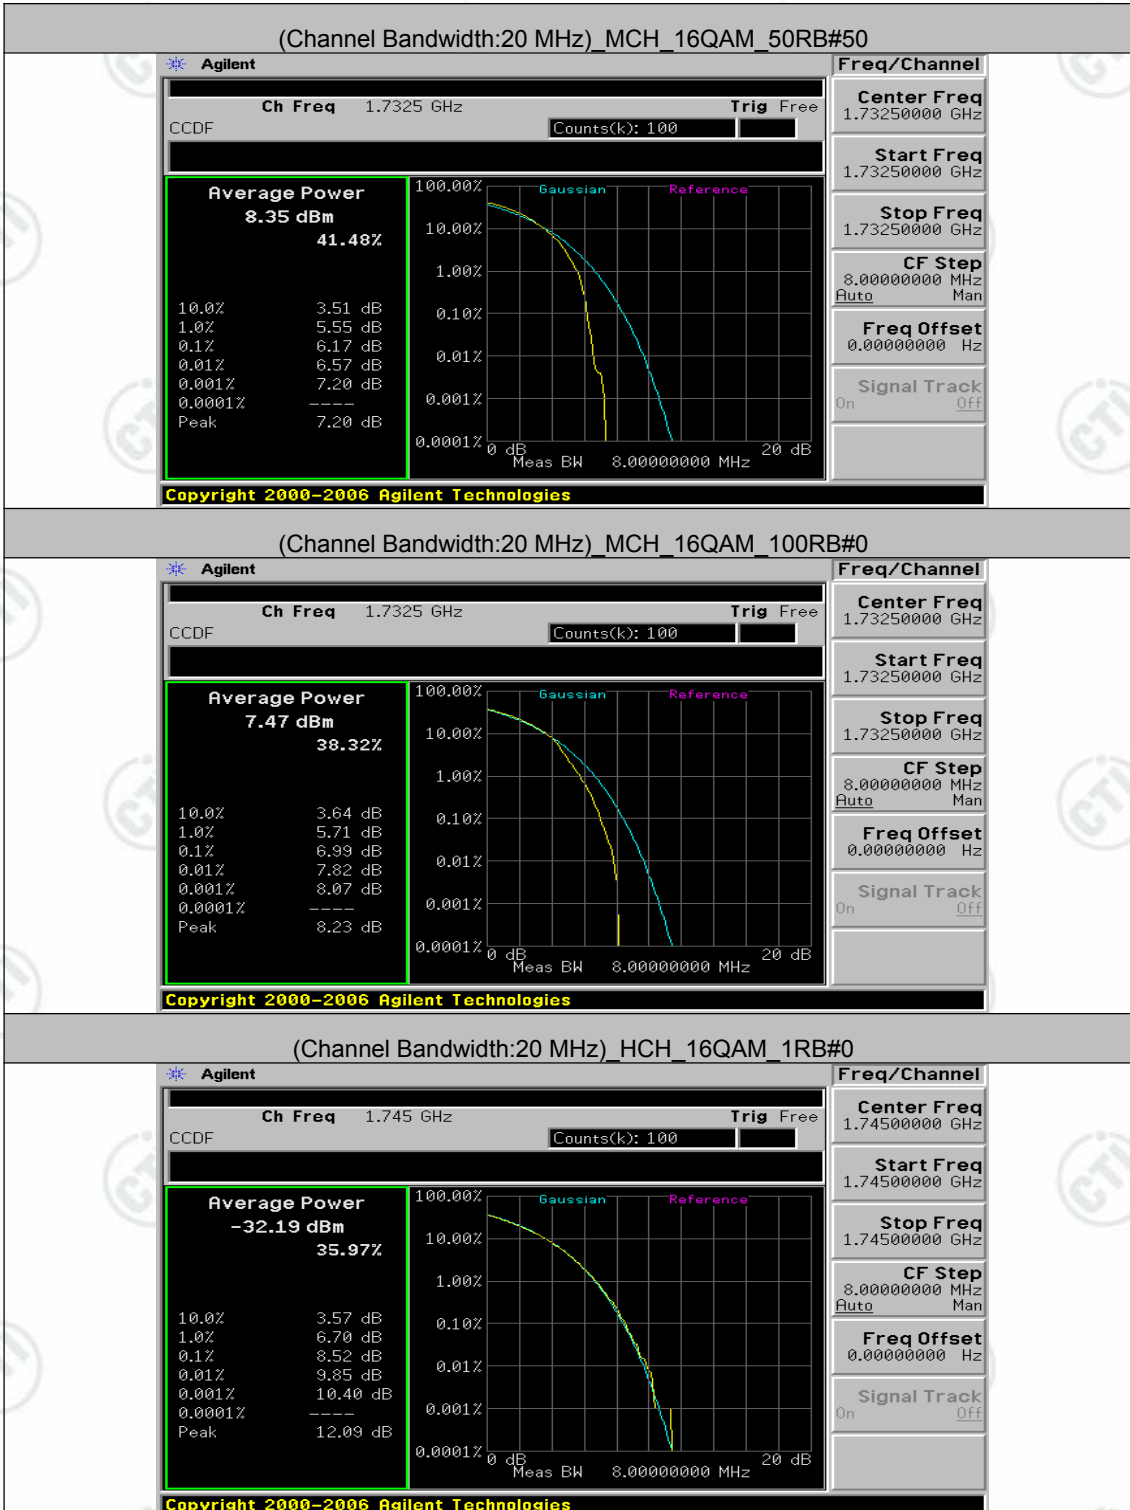 (Channel Bandwidth:20 MHz)_MCH_16QAM_50RB#50
Agilent
Freq/Channel
Ch Freq 1.7325 GHz Trig Free
CCDF Counts(k): 100
Average Power
8.35 dBm
41.48%
10.0% 3.51 dB
1.0% 5.55 dB
0.1% 6.17 dB
0.01% 6.57 dB
0.001% 7.20 dB
0.0001% ----
Peak 7.20 dB
Gaussian Reference
100.00%
10.00%
1.00%
0.10%
0.01%
0.001%
0.0001%
0 dB 20 dB
Meas BW 8.00000000 MHz
Center Freq
1.73250000 GHz
Start Freq
1.73250000 GHz
Stop Freq
1.73250000 GHz
CF Step
8.00000000 MHz
Auto Man
Freq Offset
0.00000000 Hz
Signal Track
On Off
Copyright 2000-2006 Agilent Technologies
(Channel Bandwidth:20 MHz)_MCH_16QAM_100RB#0
Agilent
Freq/Channel
Ch Freq 1.7325 GHz Trig Free
CCDF Counts(k): 100
Average Power
7.47 dBm
38.32%
10.0% 3.64 dB
1.0% 5.71 dB
0.1% 6.99 dB
0.01% 7.82 dB
0.001% 8.07 dB
0.0001% ----
Peak 8.23 dB
Gaussian Reference
100.00%
10.00%
1.00%
0.10%
0.01%
0.001%
0.0001%
0 dB 20 dB
Meas BW 8.00000000 MHz
Center Freq
1.73250000 GHz
Start Freq
1.73250000 GHz
Stop Freq
1.73250000 GHz
CF Step
8.00000000 MHz
Auto Man
Freq Offset
0.00000000 Hz
Signal Track
On Off
Copyright 2000-2006 Agilent Technologies
(Channel Bandwidth:20 MHz)_HCH_16QAM_1RB#0
Agilent
Freq/Channel
Ch Freq 1.745 GHz Trig Free
CCDF Counts(k): 100
Average Power
-32.19 dBm
35.97%
10.0% 3.57 dB
1.0% 6.70 dB
0.1% 8.52 dB
0.01% 9.85 dB
0.001% 10.40 dB
0.0001% ----
Peak 12.09 dB
Gaussian Reference
100.00%
10.00%
1.00%
0.10%
0.01%
0.001%
0.0001%
0 dB 20 dB
Meas BW 8.00000000 MHz
Center Freq
1.74500000 GHz
Start Freq
1.74500000 GHz
Stop Freq
1.74500000 GHz
CF Step
8.00000000 MHz
Auto Man
Freq Offset
0.00000000 Hz
Signal Track
On Off
Copyright 2000-2006 Agilent Technologies
CTI